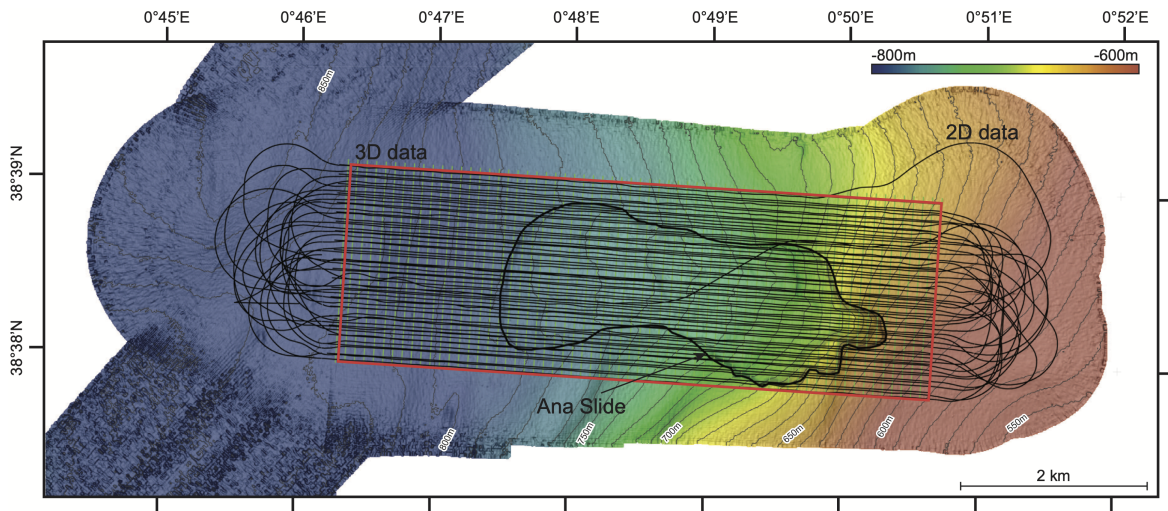 0°45'E 0°46'E 0°47'E 0°48'E 0°49'E 0°50'E 0°51'E 0°52'E
-800m -600m
850m
2D data
3D data
38°39'N
38°38'N
Ana Slide
800m 750m 700m 650m 600m 550m
2 km